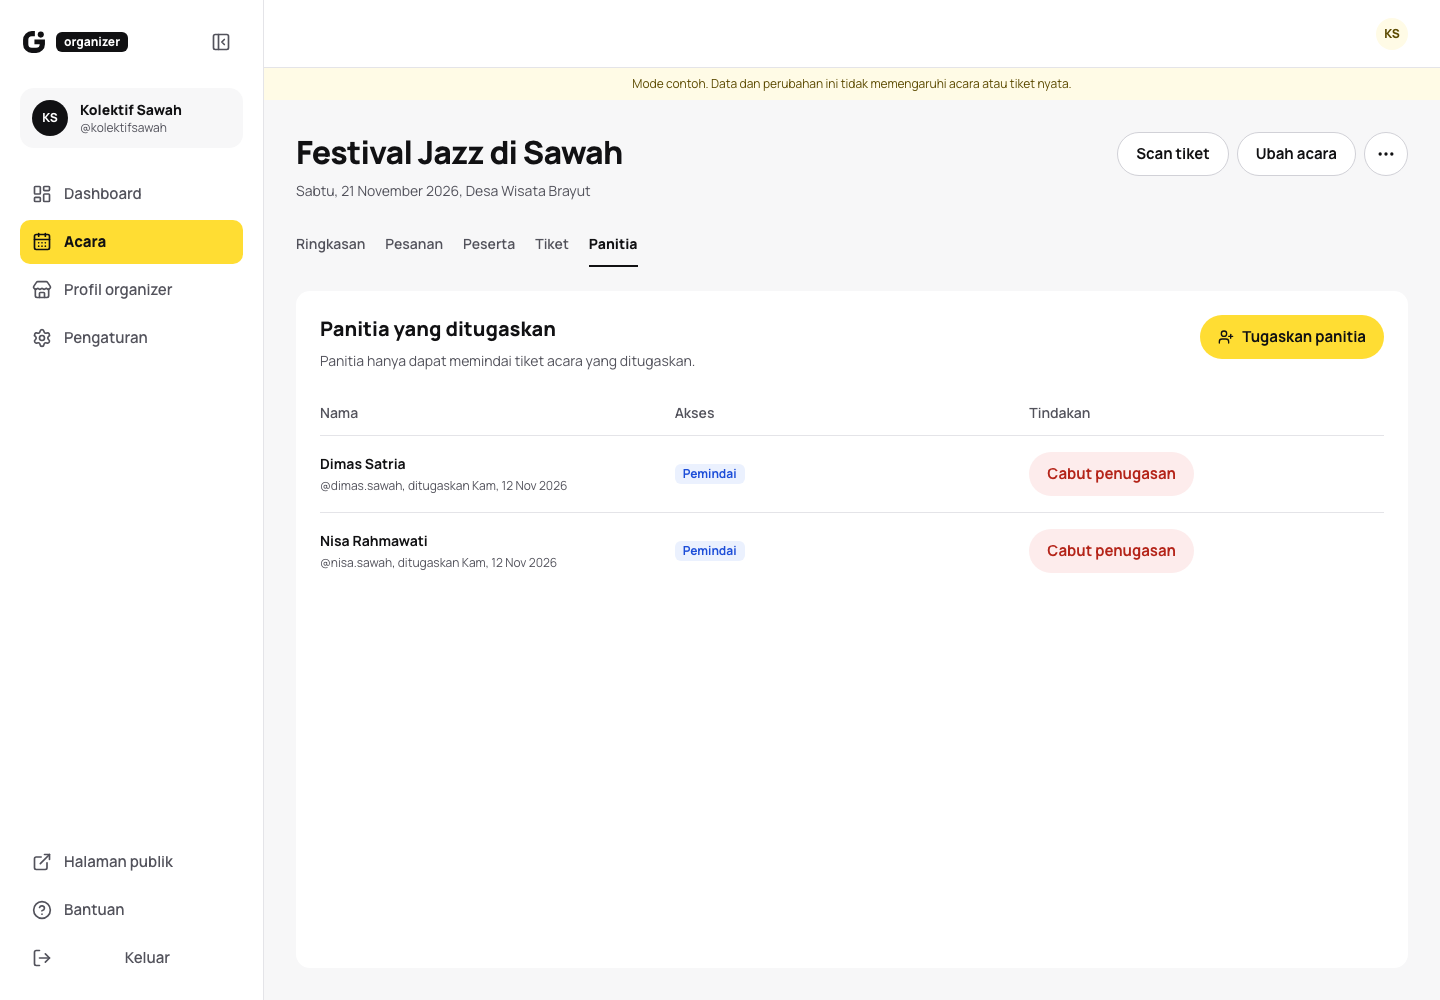 organizer
KS
KS
Kolektif Sawah
@kolektifsawah
Dashboard
Acara
Profil organizer
Pengaturan
Halaman publik
Bantuan
Keluar
Mode contoh. Data dan perubahan ini tidak memengaruhi acara atau tiket nyata.
Festival Jazz di Sawah
Sabtu, 21 November 2026, Desa Wisata Brayut
Scan tiket
Ubah acara
Ringkasan Pesanan Peserta Tiket Panitia
Panitia yang ditugaskan
Panitia hanya dapat memindai tiket acara yang ditugaskan.
Tugaskan panitia
Nama Akses Tindakan
Dimas Satria
@dimas.sawah, ditugaskan Kam, 12 Nov 2026
Pemindai
Cabut penugasan
Nisa Rahmawati
@nisa.sawah, ditugaskan Kam, 12 Nov 2026
Pemindai
Cabut penugasan